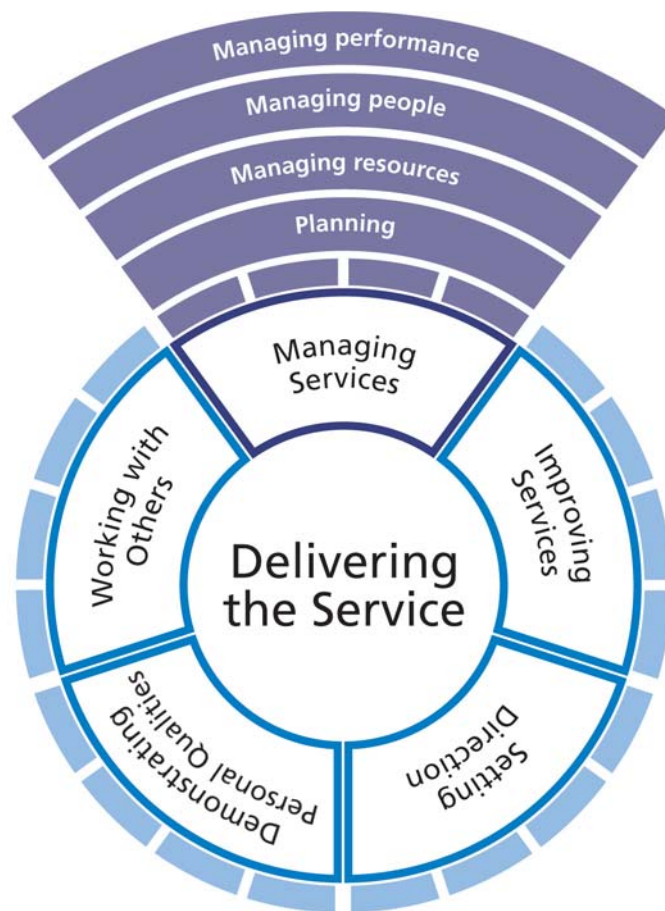 Managing performance
Managing people
Managing resources
Planning
Managing
Services
Working with
Others
Improving
Services
Delivering
the Service
Demonstrating
Personal Qualities
Setting
Direction